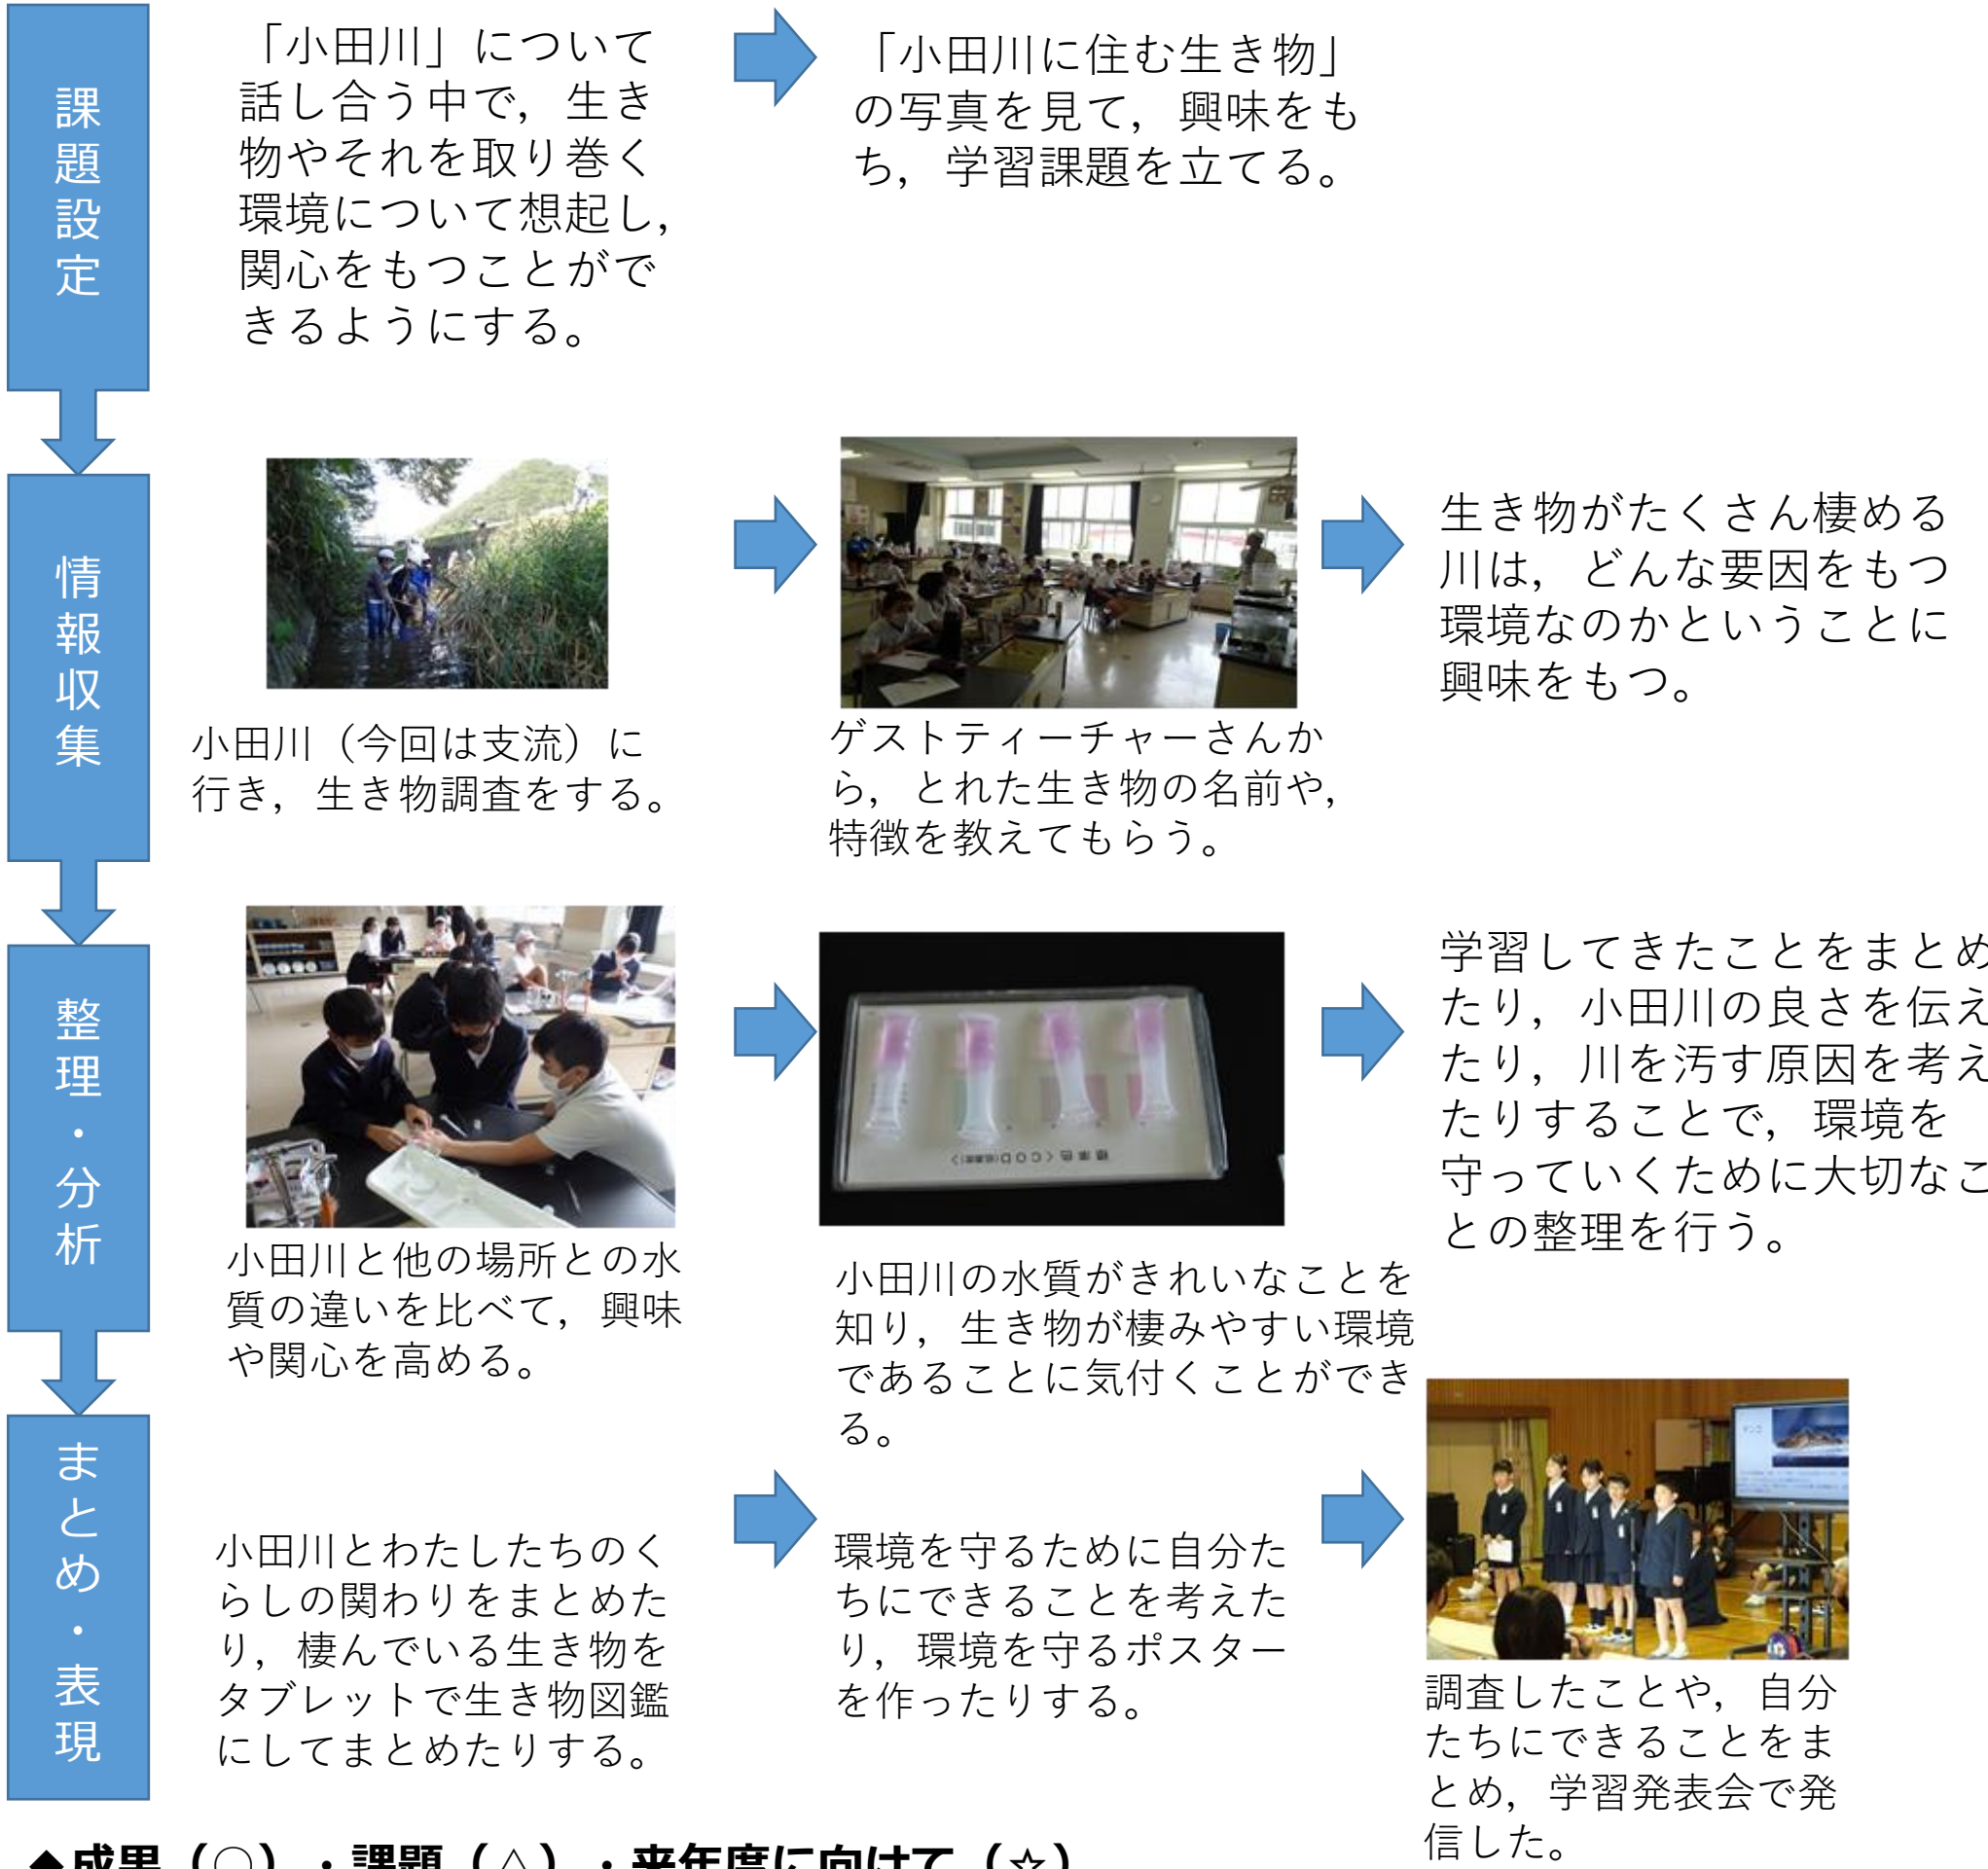 課題設定
「小田川」について
話し合う中で，生き
物やそれを取り巻く
環境について想起し，
関心をもつことがで
きるようにする。
「小田川に住む生き物」
の写真を見て，興味をも
ち，学習課題を立てる。
情報収集
小田川（今回は支流）に
行き，生き物調査をする。
ゲストティーチャーさんか
ら，とれた生き物の名前や，
特徴を教えてもらう。
生き物がたくさん棲める
川は，どんな要因をもつ
環境なのかということに
興味をもつ。
整理・分析
小田川と他の場所との水
質の違いを比べて，興味
や関心を高める。
標準色＜COD(低濃度)＞
小田川の水質がきれいなことを
知り，生き物が棲みやすい環境
であることに気付くことができ
る。
学習してきたことをまとめ
たり，小田川の良さを伝え
たり，川を汚す原因を考え
たりすることで，環境を
守っていくために大切なこ
との整理を行う。
まとめ・表現
小田川とわたしたちのく
らしの関わりをまとめた
り，棲んでいる生き物を
タブレットで生き物図鑑
にしてまとめたりする。
環境を守るために自分た
ちにできることを考えた
り，環境を守るポスター
を作ったりする。
調査したことや，自分
たちにできることをま
とめ，学習発表会で発
信した。
◆成果（○）・課題（△）・来年度に向けて（☆）